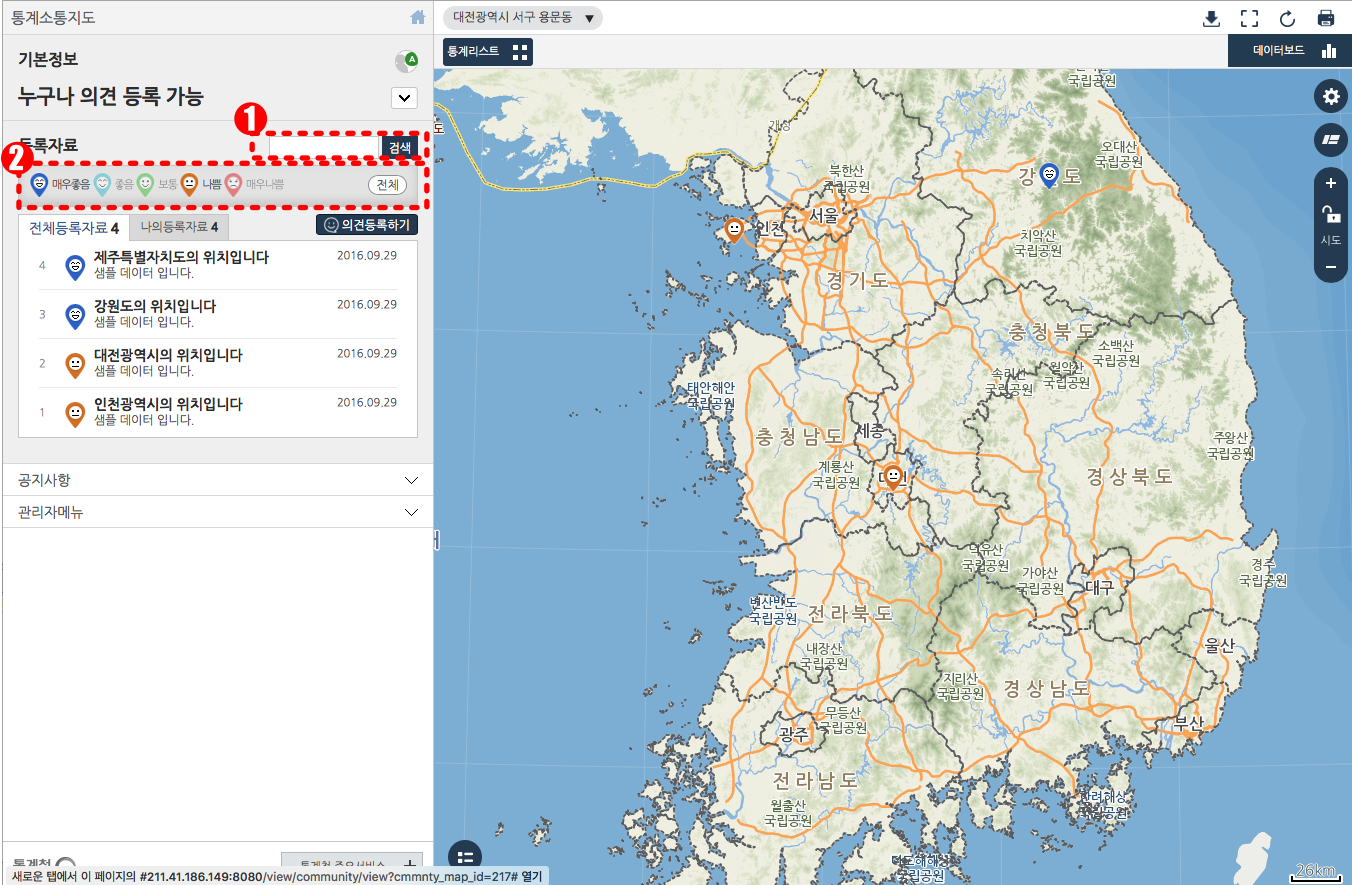 통계소통지도
기본정보
A
누구나 의견 등록 가능
1
등록자료
검색
2
매우좋음 좋음 보통 나쁨 매우나쁨 전체
전체등록자료 4 나의등록자료 4 의견등록하기
4 제주특별자치도의 위치입니다 2016.09.29
샘플 데이터 입니다.
3 강원도의 위치입니다 2016.09.29
샘플 데이터 입니다.
2 대전광역시의 위치입니다 2016.09.29
샘플 데이터 입니다.
1 인천광역시의 위치입니다 2016.09.29
샘플 데이터 입니다.
공지사항
관리자메뉴
통계청 통계청 주요서비스 +
새로운 탭에서 이 페이지의 #211.41.186.149:8080/view/community/view?cmmnty_map_id=217# 열기
대전광역시 서구 용문동 ▼
통계리스트
데이터보드
국립공원
개성
도
오대산
국립공원
북한산
국립공원
강 도
서울
인천
치악산
국립공원
경기도
충청북도
소백산
국립공원
월악산
국립공원
속리산
국립공원
태안해안
국립공원
세종
충청남도
주왕산
국립공원
계룡산
국립공원
경상북도
덕유산
국립공원
가야산
국립공원
경주
국립공원
대구
변산반도
국립공원
전라북도
울산
내장산
국립공원
지리산
국립공원
경상남도
무등산
국립공원
부산
광주
전라남도
월출산
국립공원
한려해상
국립공원
다도해해상
국립공원
+
시도
−
26km